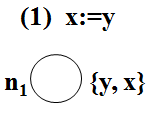 (1) x:=y
n₁ {y, x}